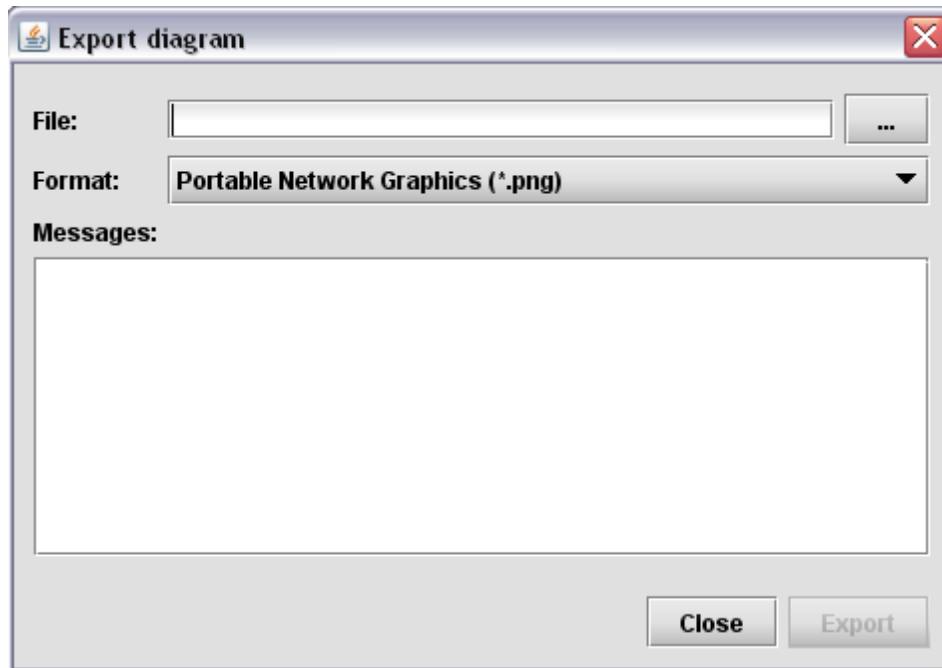 Export diagram
File:
...
Format: Portable Network Graphics (*.png)
Messages:
Close Export